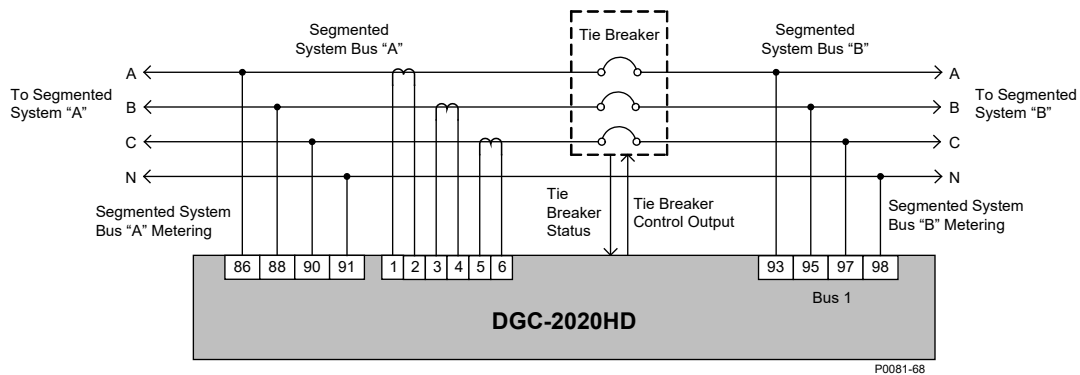 Segmented
System Bus “A”
Tie Breaker
Segmented
System Bus “B”
A
A
To Segmented
System “A”
B
B
To Segmented
System “B”
C
C
N
N
Segmented System
Bus “A” Metering
Tie
Breaker
Status
Tie Breaker
Control Output
Segmented System
Bus “B” Metering
86 88 90 91 1 2 3 4 5 6 93 95 97 98
Bus 1
DGC-2020HD
P0081-68